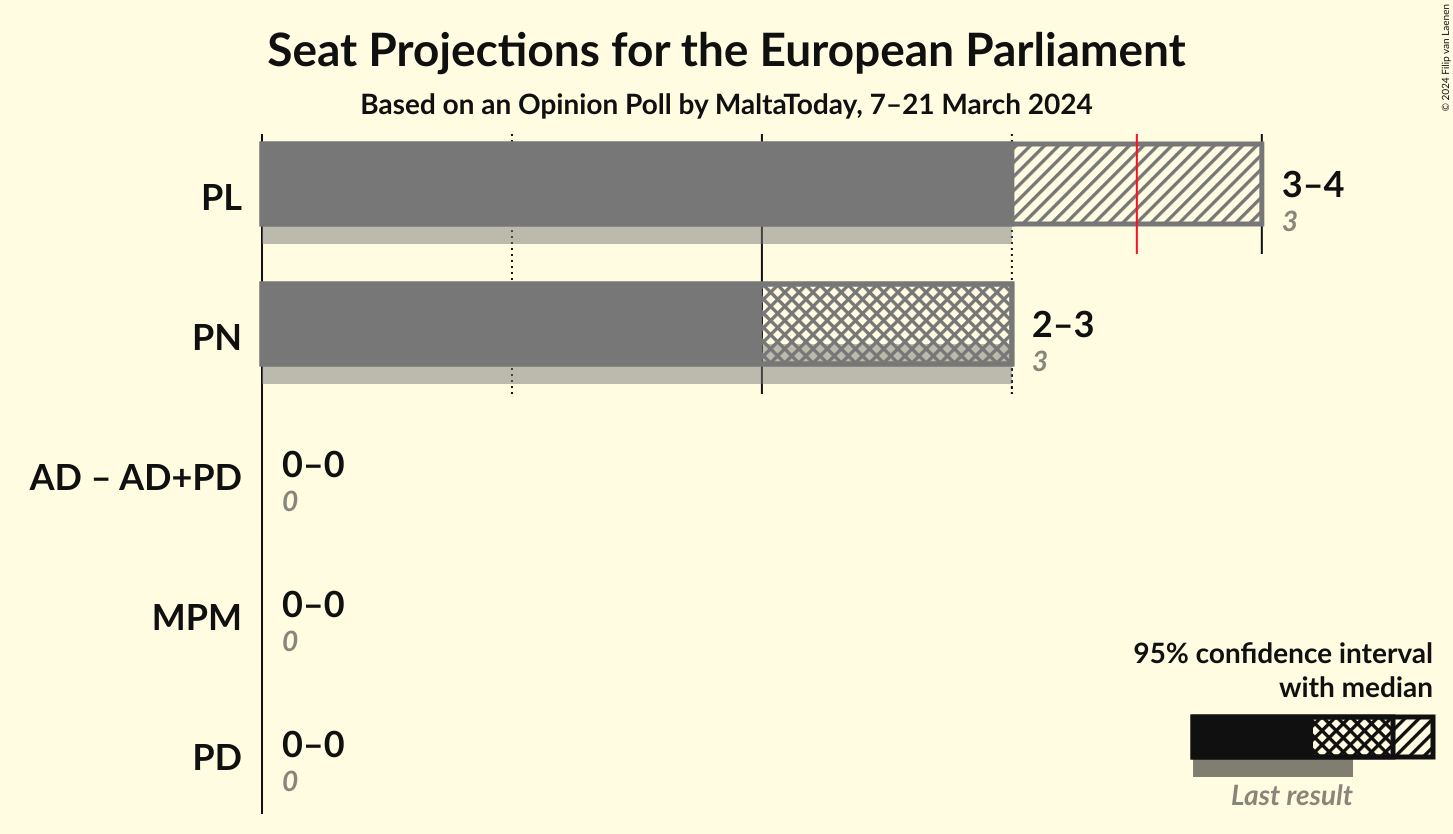 Seat Projections for the European Parliament
Based on an Opinion Poll by MaltaToday, 7–21 March 2024
© 2024 Filip van Laenen
PL
3–4
3
PN
2–3
3
AD – AD+PD
0–0
0
MPM
0–0
0
PD
0–0
0
95% confidence interval
with median
Last result